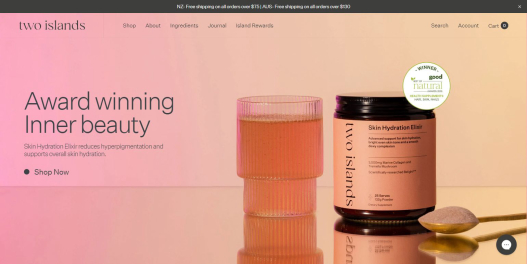 NZ- Free shipping on all orders over $75 | AUS- Free shipping on all orders over $130
two islands
Shop About Ingredients Journal Island Rewards
Search Account Cart 0
WINNER
good
natural
Award winning
Inner beauty
Skin Hydration Elixir reduces hyperpigmentation and
supports overall skin hydration.
Shop Now
two islands
Skin Hydration Elixir